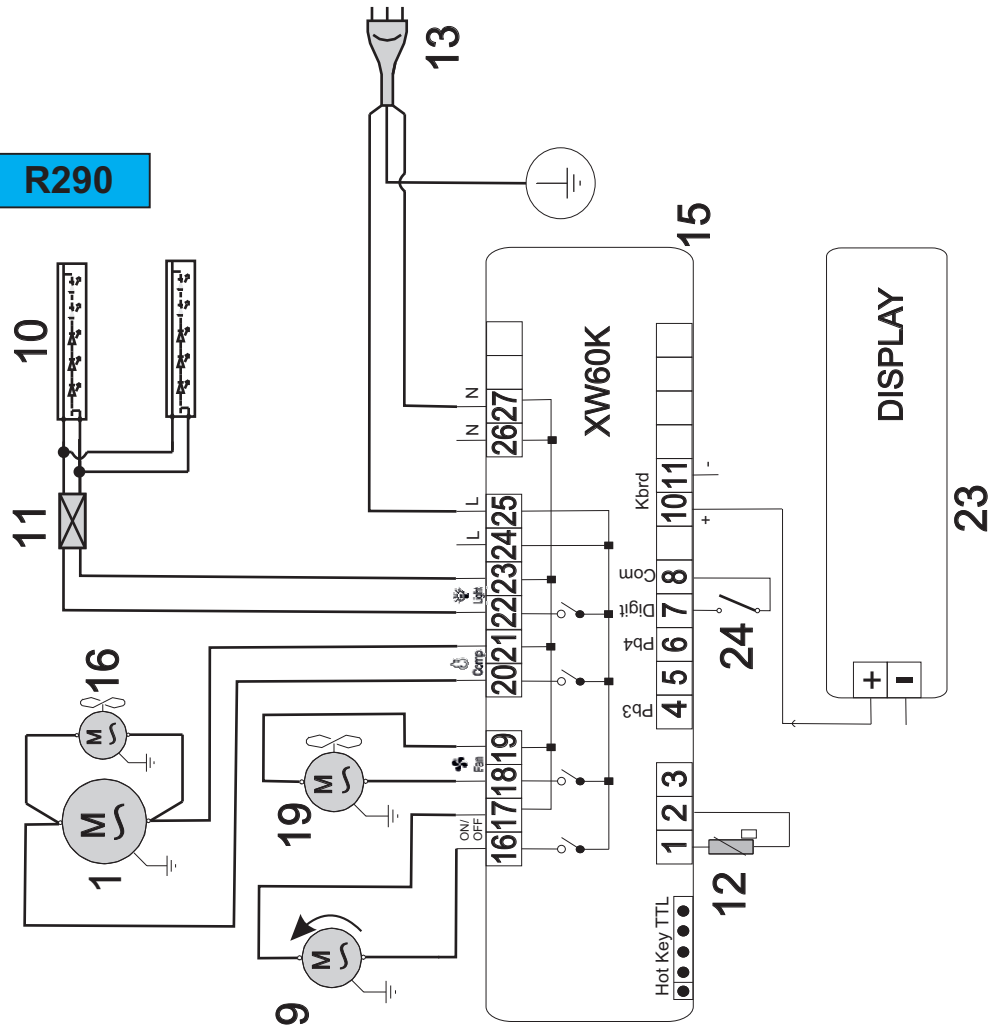 R290
13
10
11
16
M
M
1
19
M
9
M
15
XW60K
N N
26 27
L L
ON/OFF
Fan
Comp
Light
16 17 18 19 20 21 22 23 24 25
Hot Key TTL
1 2 3
4 5 6 7 8
10 11
Pb3
Pb4
Digit
Com
Kbrd
+ -
12
24
DISPLAY
+
-
23